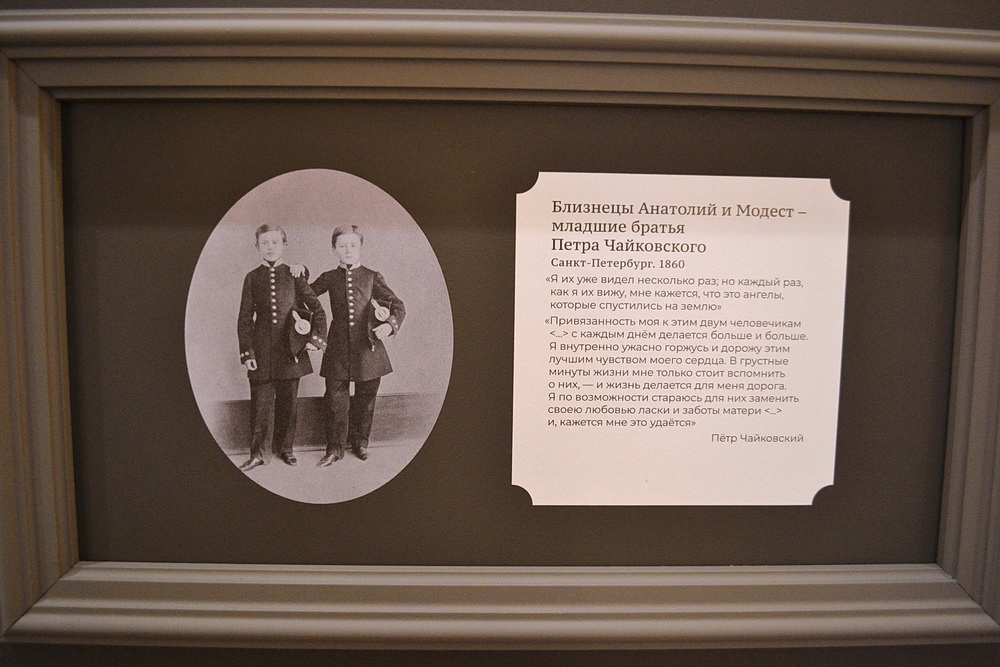 Близнецы Анатолий и Модест –
младшие братья
Петра Чайковского
Санкт-Петербург. 1860
«Я их уже видел несколько раз; но каждый раз,
как я их вижу, мне кажется, что это ангелы,
которые спустились на землю»
«Привязанность моя к этим двум человечикам
<...> с каждым днём делается больше и больше.
Я внутренно ужасно горжусь и дорожу этим
лучшим чувством моего сердца. В грустные
минуты жизни мне только стоит вспомнить
о них, — и жизнь делается для меня дорога.
Я по возможности стараюсь для них заменить
своею любовью ласки и заботы матери <...>
и, кажется мне это удаётся»
Пётр Чайковский